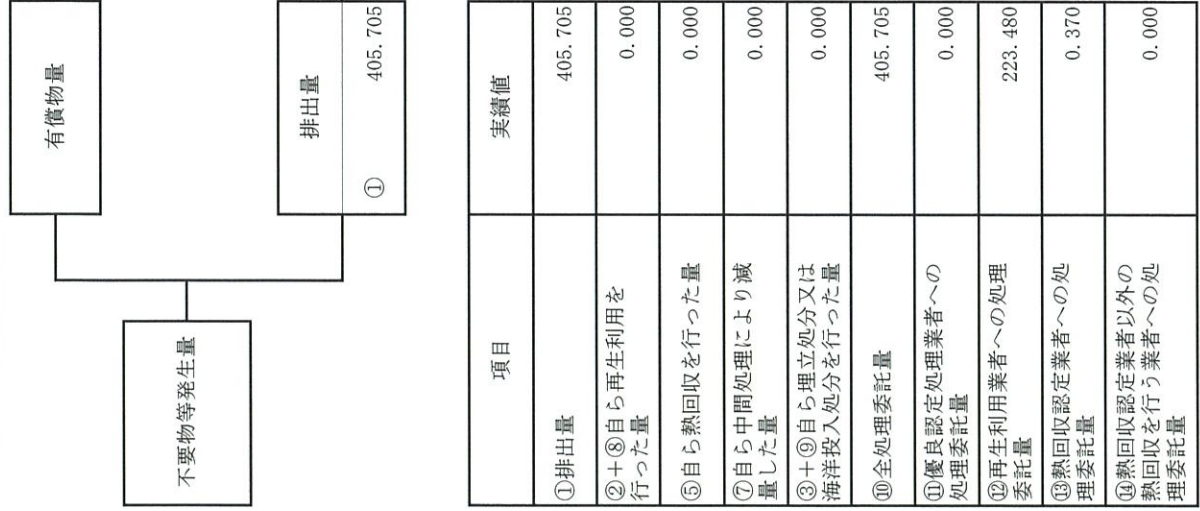 有償物量
不要物等発生量
排出量
① 405.705
項目 実績値
①排出量 405.705
②＋⑧自ら再生利用を
行った量 0.000
⑤自ら熱回収を行った量 0.000
⑦自ら中間処理により減
量した量 0.000
③＋⑨自ら埋立処分又は
海洋投入処分を行った量 0.000
⑩全処理委託量 405.705
⑪優良認定処理業者への
処理委託量 0.000
⑫再生利用業者への処理
委託量 223.480
⑬熱回収認定業者への処
理委託量 0.370
⑭熱回収認定業者以外の
熱回収を行う業者への処
理委託量 0.000